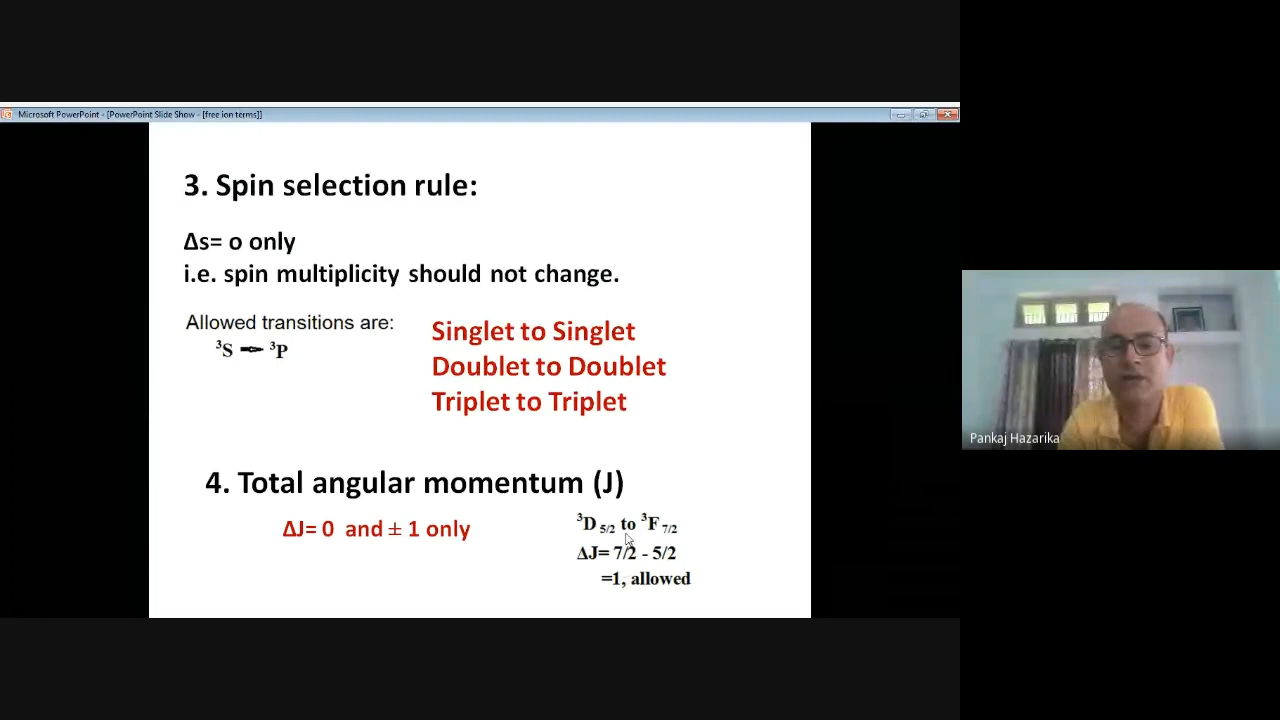 Microsoft PowerPoint - [PowerPoint Slide Show - [free ion terms]]
3. Spin selection rule:
Δs= o only
i.e. spin multiplicity should not change.
Allowed transitions are:
³S ➨ ³P
Singlet to Singlet
Doublet to Doublet
Triplet to Triplet
4. Total angular momentum (J)
ΔJ= 0 and ± 1 only
³D 5/2 to ³F 7/2
ΔJ= 7/2 - 5/2
=1, allowed
Pankaj Hazarika